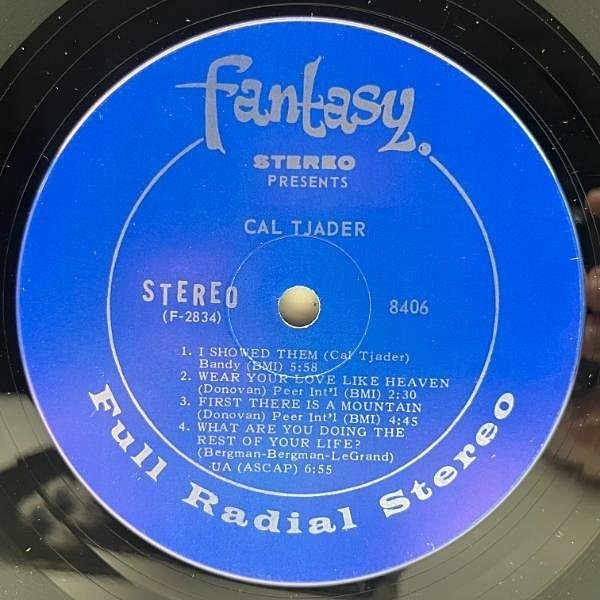 fantasy.
STEREO
PRESENTS
CAL TJADER
STEREO
(F-2834)
8406
1. I SHOWED THEM (Cal Tjader)
Bandy (BMI) 5:58
2. WEAR YOUR LOVE LIKE HEAVEN
(Donovan) Peer Int'l (BMI) 2:30
3. FIRST THERE IS A MOUNTAIN
(Donovan) Peer Int'l (BMI) 4:45
4. WHAT ARE YOU DOING THE
REST OF YOUR LIFE?
(Bergman-Bergman-LeGrand)
UA (ASCAP) 6:55
Full Radial Stereo